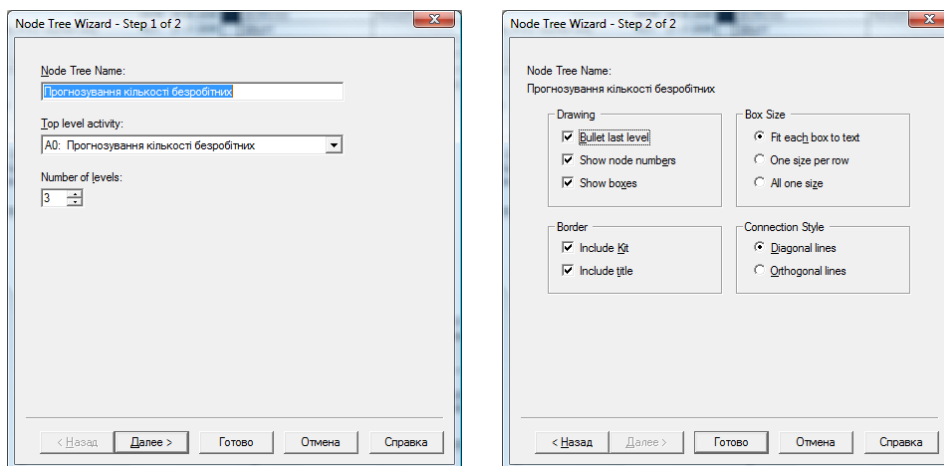 Node Tree Wizard - Step 1 of 2
Node Tree Name:
Прогнозування кількості безробітних
Top level activity:
A0: Прогнозування кількості безробітних
Number of levels:
3
< Назад
Далее >
Готово
Отмена
Справка
Node Tree Wizard - Step 2 of 2
Node Tree Name:
Прогнозування кількості безробітних
Drawing
Bullet last level
Show node numbers
Show boxes
Box Size
Fit each box to text
One size per row
All one size
Border
Include Kit
Include title
Connection Style
Diagonal lines
Orthogonal lines
< Назад
Далее >
Готово
Отмена
Справка